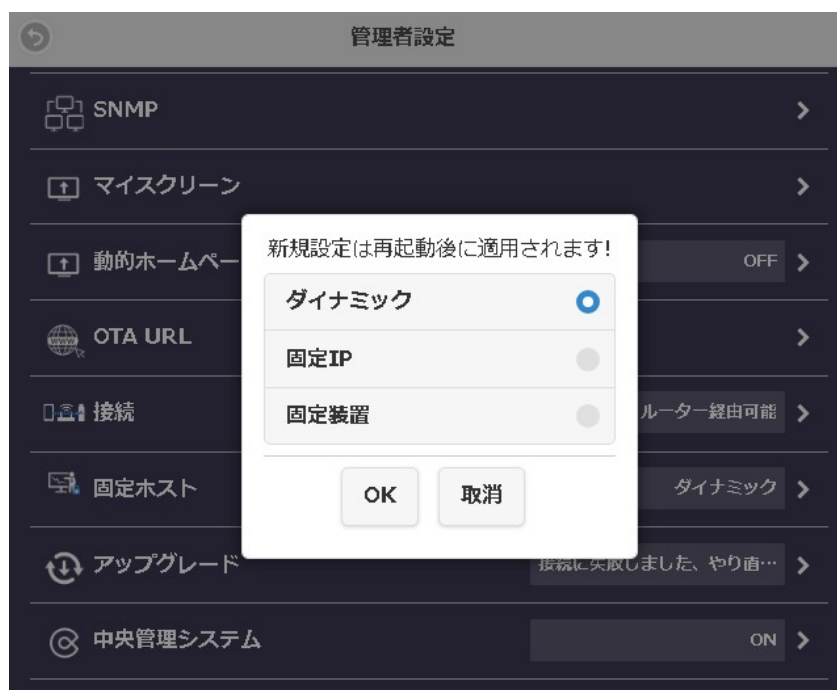 管理者設定
SNMP
マイスクリーン
新規設定は再起動後に適用されます!
動的ホームペー
OFF
ダイナミック
OTA URL
固定IP
接続
ルーター経由可能
固定装置
固定ホスト
ダイナミック
OK
取消
アップグレード
接続に失敗しました、やり直…
中央管理システム
ON